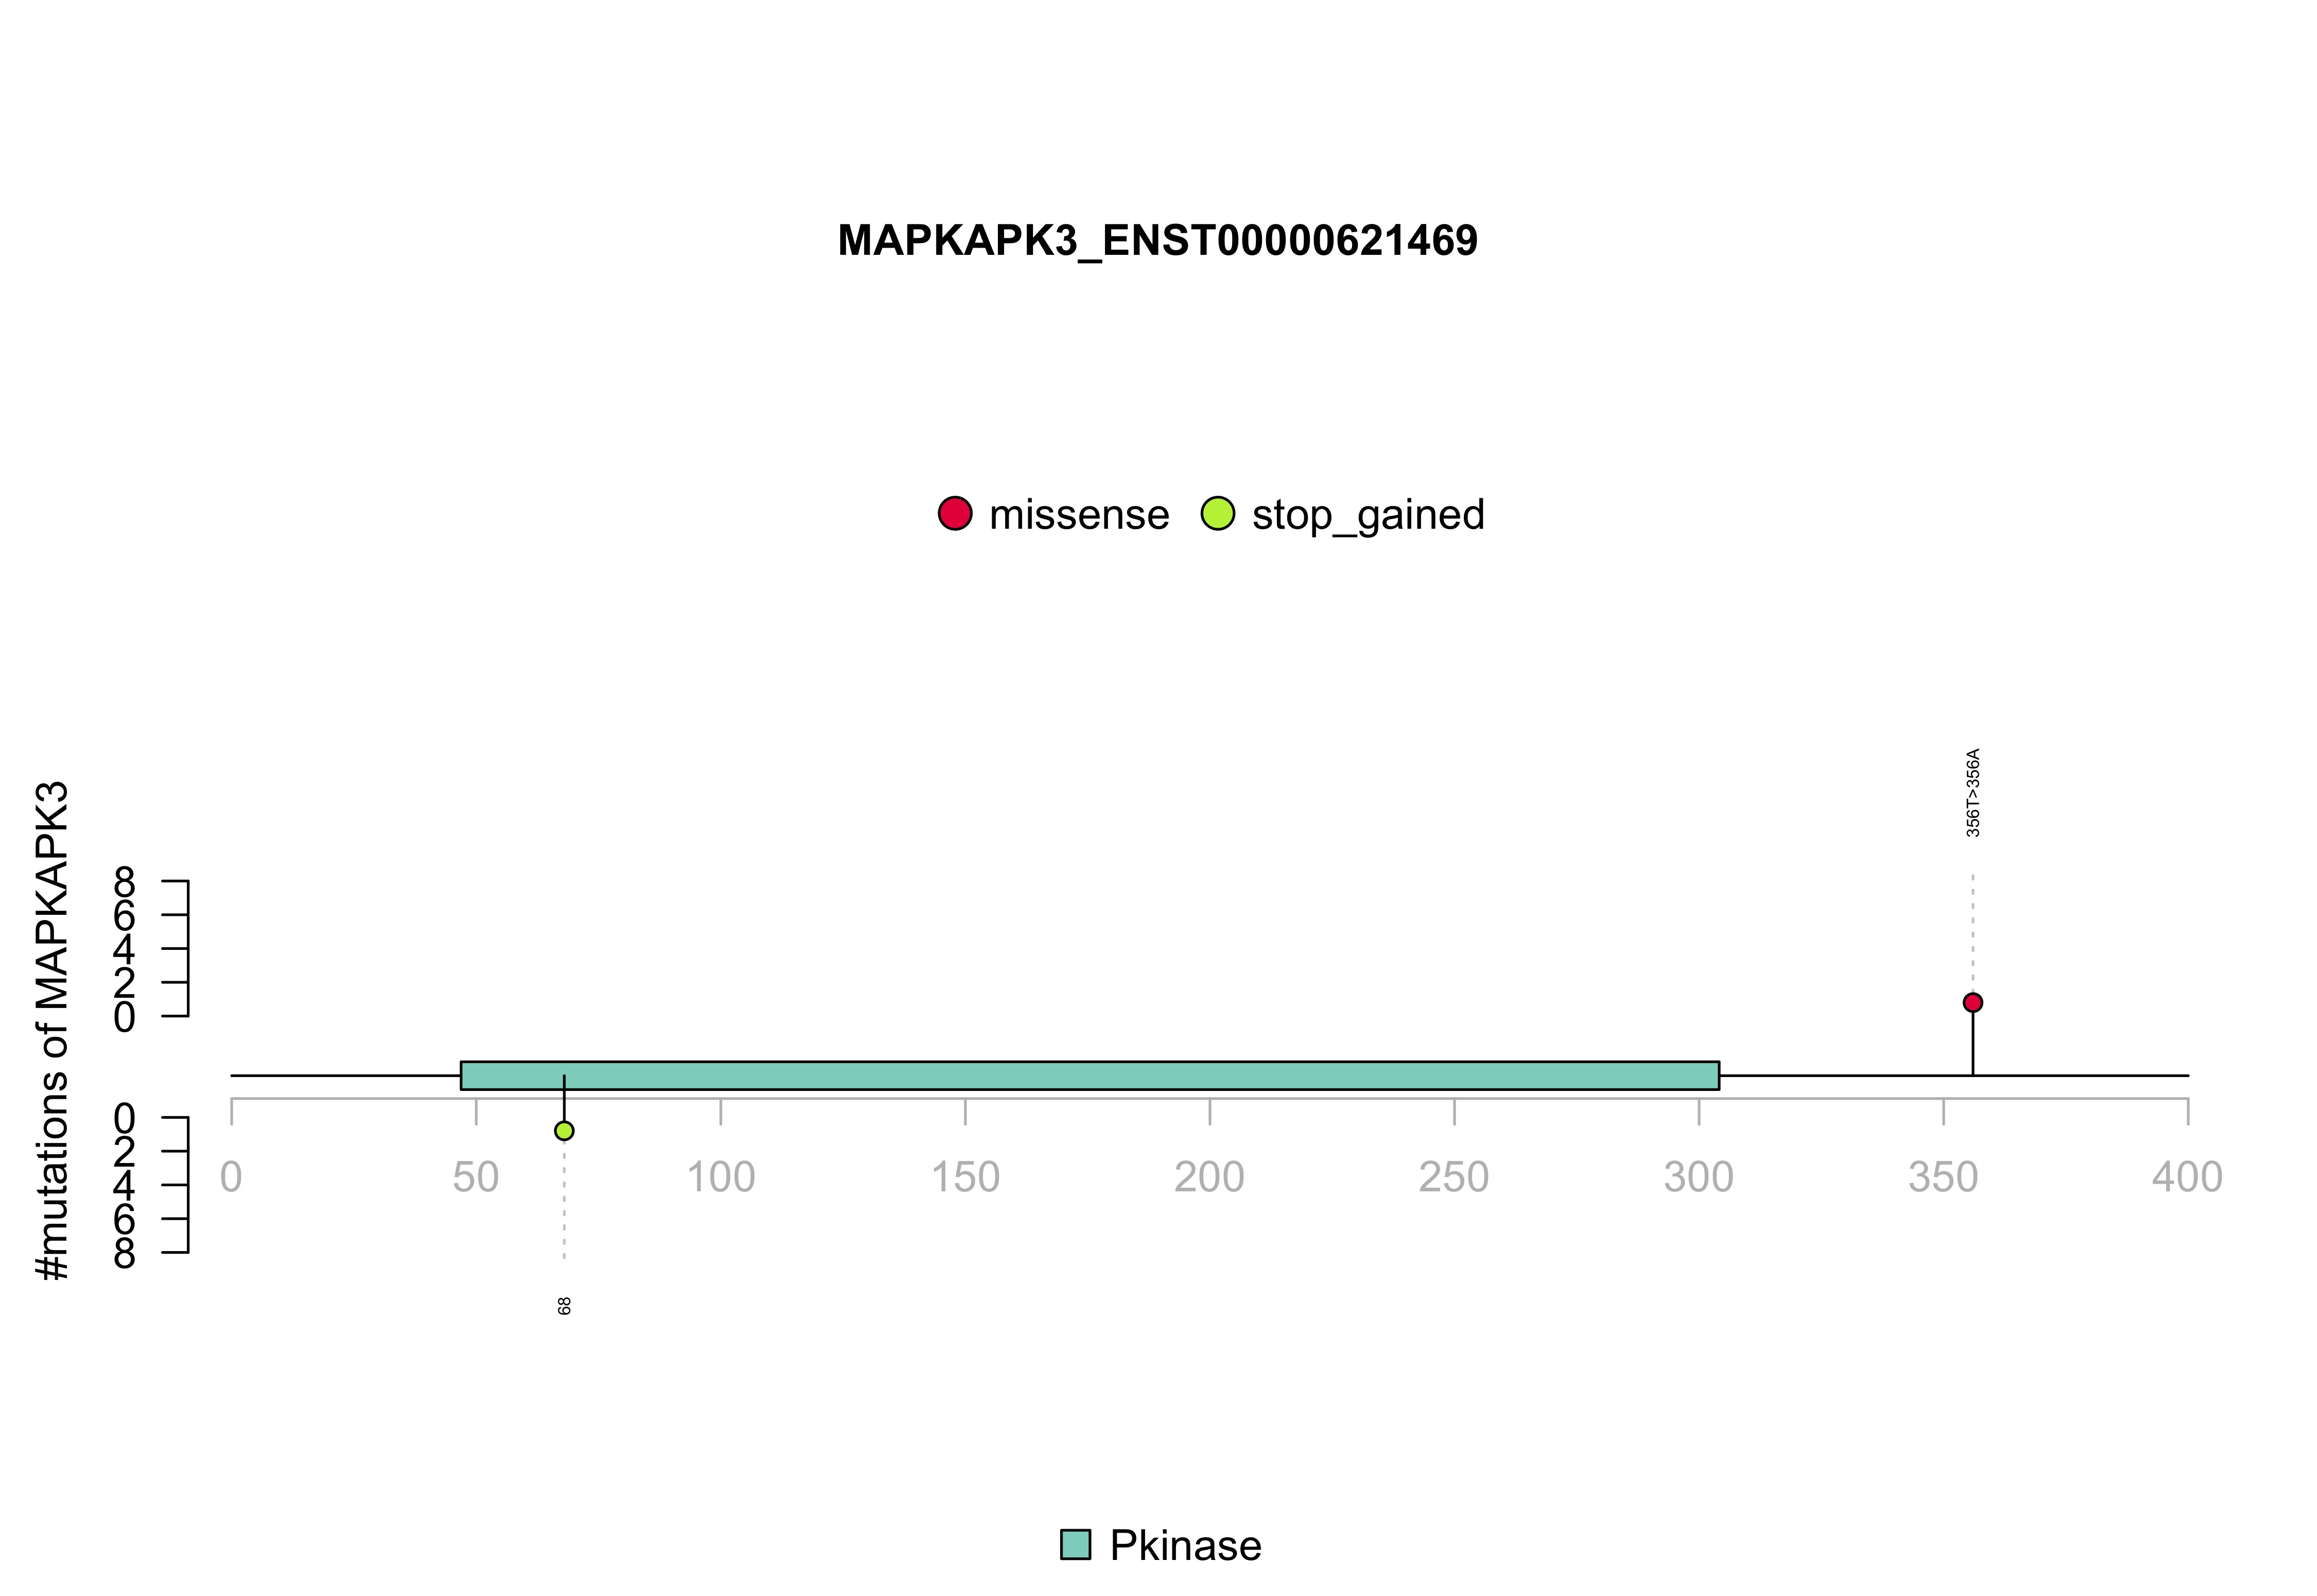 MAPKAPK3_ENST00000621469
missense stop_gained
356T>356A
#mutations of MAPKAPK3
8
6
4
2
0
0
2
4
6
8
0 50 100 150 200 250 300 350 400
68
Pkinase